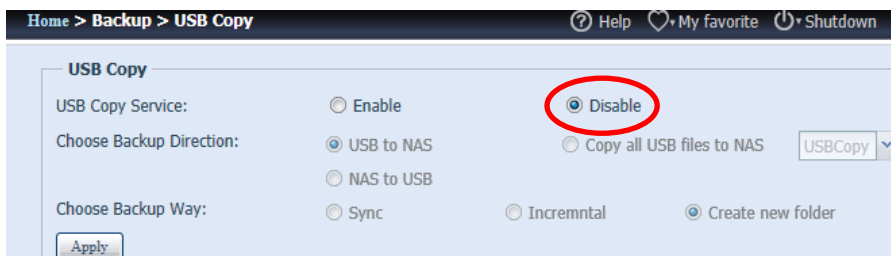 Home > Backup > USB Copy Help My favorite Shutdown
USB Copy
USB Copy Service: Enable Disable
Choose Backup Direction: USB to NAS Copy all USB files to NAS USBCopy
NAS to USB
Choose Backup Way: Sync Incremntal Create new folder
Apply